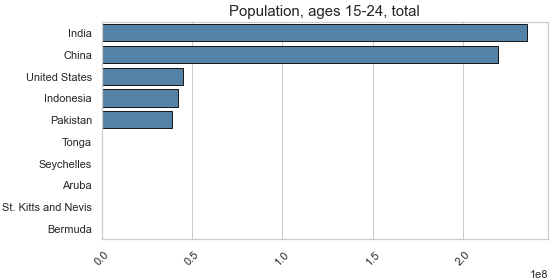 Population, ages 15-24, total
India
China
United States
Indonesia
Pakistan
Tonga
Seychelles
Aruba
St. Kitts and Nevis
Bermuda
0.0 0.5 1.0 1.5 2.0
1e8